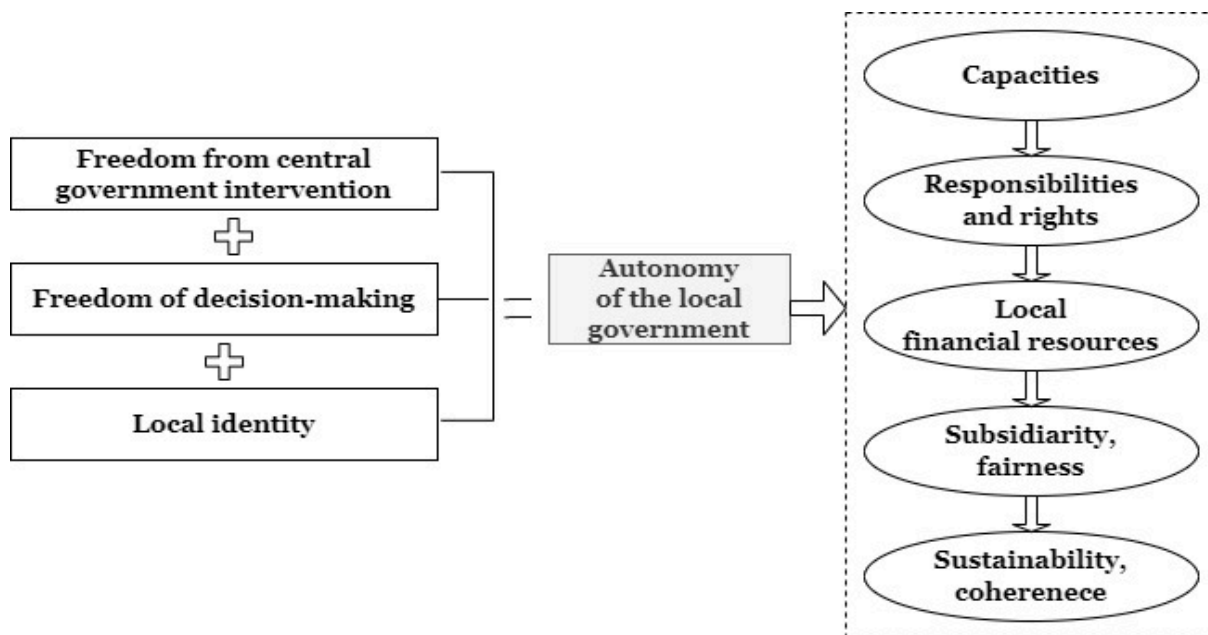 Freedom from central
government intervention
Freedom of decision-making
Local identity
Autonomy
of the local
government
Capacities
Responsibilities
and rights
Local
financial resources
Subsidiarity,
fairness
Sustainability,
coherenece